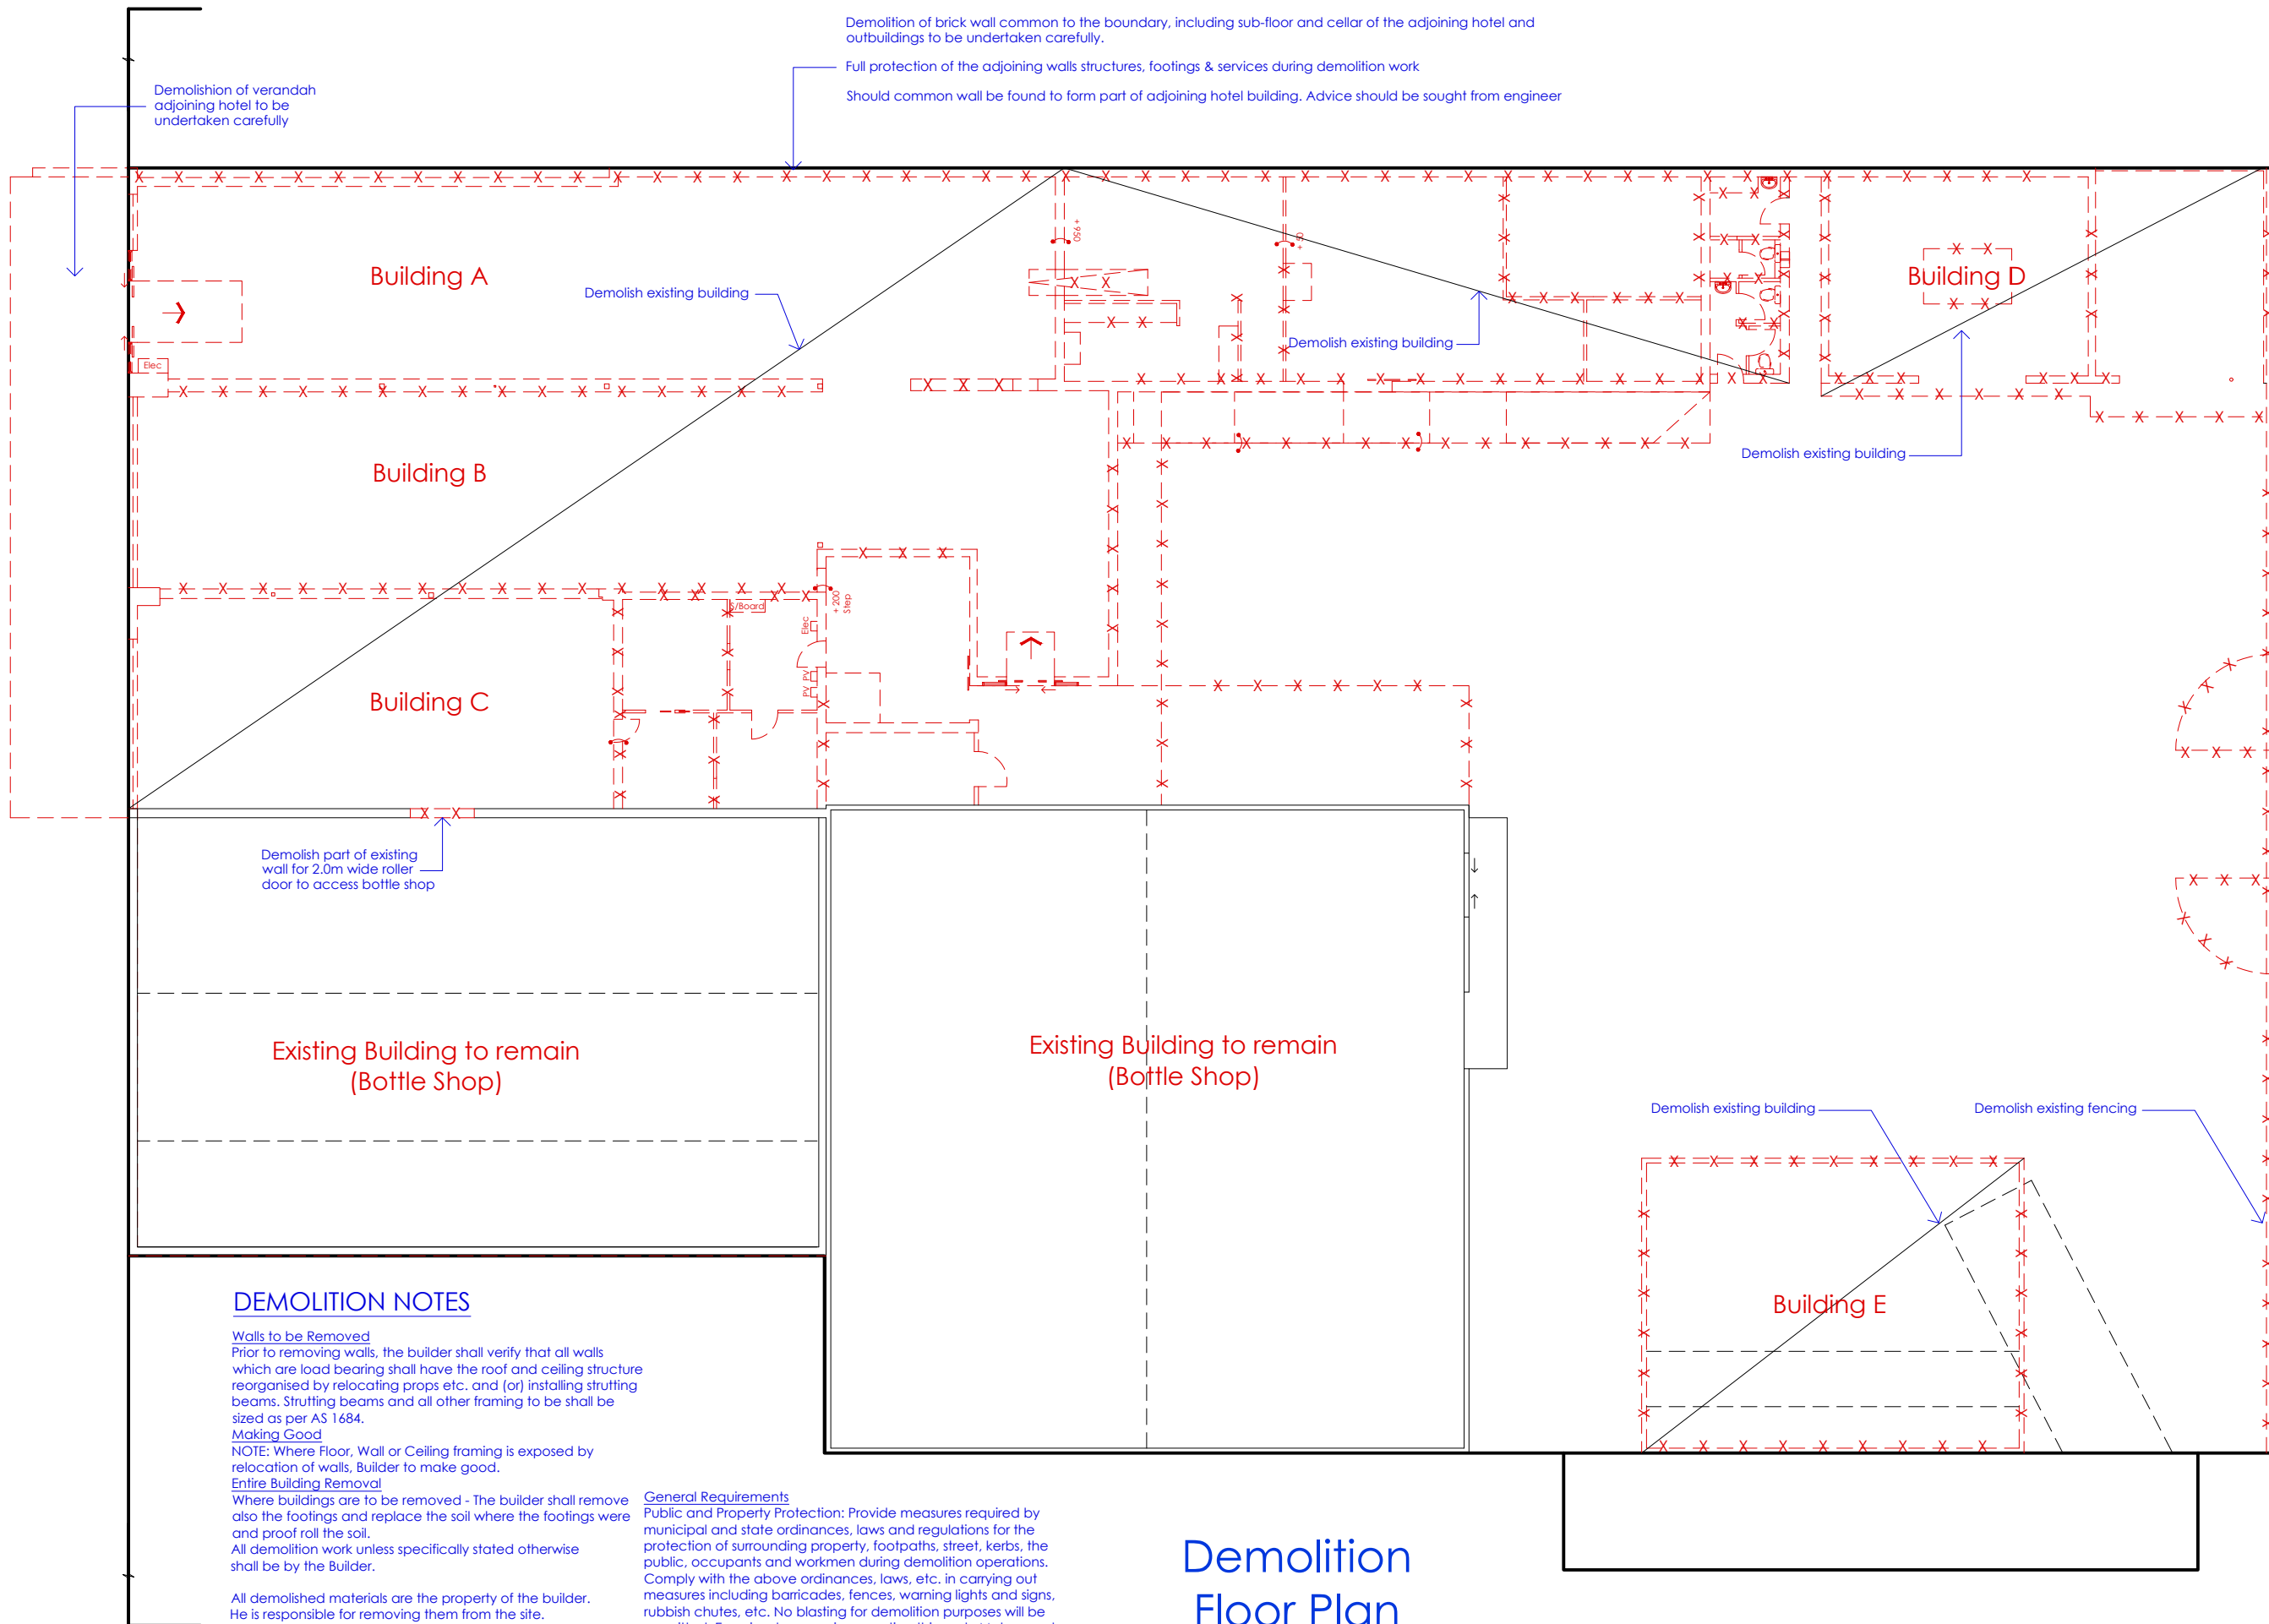 Demolition of brick wall common to the boundary, including sub-floor and cellar of the adjoining hotel and
outbuildings to be undertaken carefully.
Full protection of the adjoining walls structures, footings & services during demolition work
Should common wall be found to form part of adjoining hotel building. Advice should be sought from engineer
Demolishion of verandah
adjoining hotel to be
undertaken carefully
Building A
Demolish existing building
+ 950
+ 95
Demolish existing building
Building D
Elec
Demolish existing building
Building B
S/Board
Elec
+ 200
Step
PV
PV
Building C
Demolish part of existing
wall for 2.0m wide roller
door to access bottle shop
Existing Building to remain
(Bottle Shop)
Existing Building to remain
(Bottle Shop)
Demolish existing building
Demolish existing fencing
Building E
DEMOLITION NOTES
Walls to be Removed
Prior to removing walls, the builder shall verify that all walls
which are load bearing shall have the roof and ceiling structure
reorganised by relocating props etc. and (or) installing strutting
beams. Strutting beams and all other framing to be shall be
sized as per AS 1684.
Making Good
NOTE: Where Floor, Wall or Ceiling framing is exposed by
relocation of walls, Builder to make good.
Entire Building Removal
Where buildings are to be removed - The builder shall remove
also the footings and replace the soil where the footings were
and proof roll the soil.
All demolition work unless specifically stated otherwise
shall be by the Builder.
All demolished materials are the property of the builder.
He is responsible for removing them from the site.
General Requirements
Public and Property Protection: Provide measures required by
municipal and state ordinances, laws and regulations for the
protection of surrounding property, footpaths, street, kerbs, the
public, occupants and workmen during demolition operations.
Comply with the above ordinances, laws, etc. in carrying out
measures including barricades, fences, warning lights and signs,
rubbish chutes, etc. No blasting for demolition purposes will be
Demolition
Floor Plan